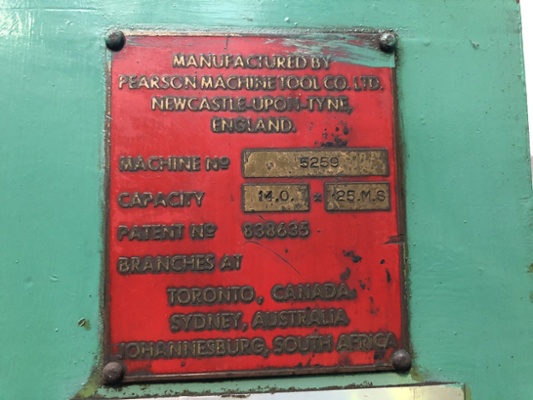 MANUFACTURED BY
PEARSON MACHINE TOOL CO. LTD.
NEWCASTLE-UPON-TYNE,
ENGLAND.
MACHINE Nº 5259
CAPACITY 14.0. x 25.M.S
PATENT Nº 838635
BRANCHES AT
TORONTO, CANADA.
SYDNEY, AUSTRALIA
JOHANNESBURG, SOUTH AFRICA